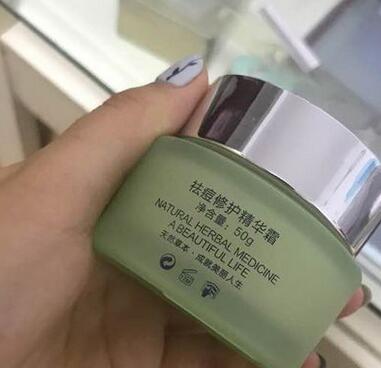 祛痘修护精华霜
净含量：50g
NATURAL HERBAL MEDICINE
A BEAUTIFUL LIFE
天然草本，成就美丽人生